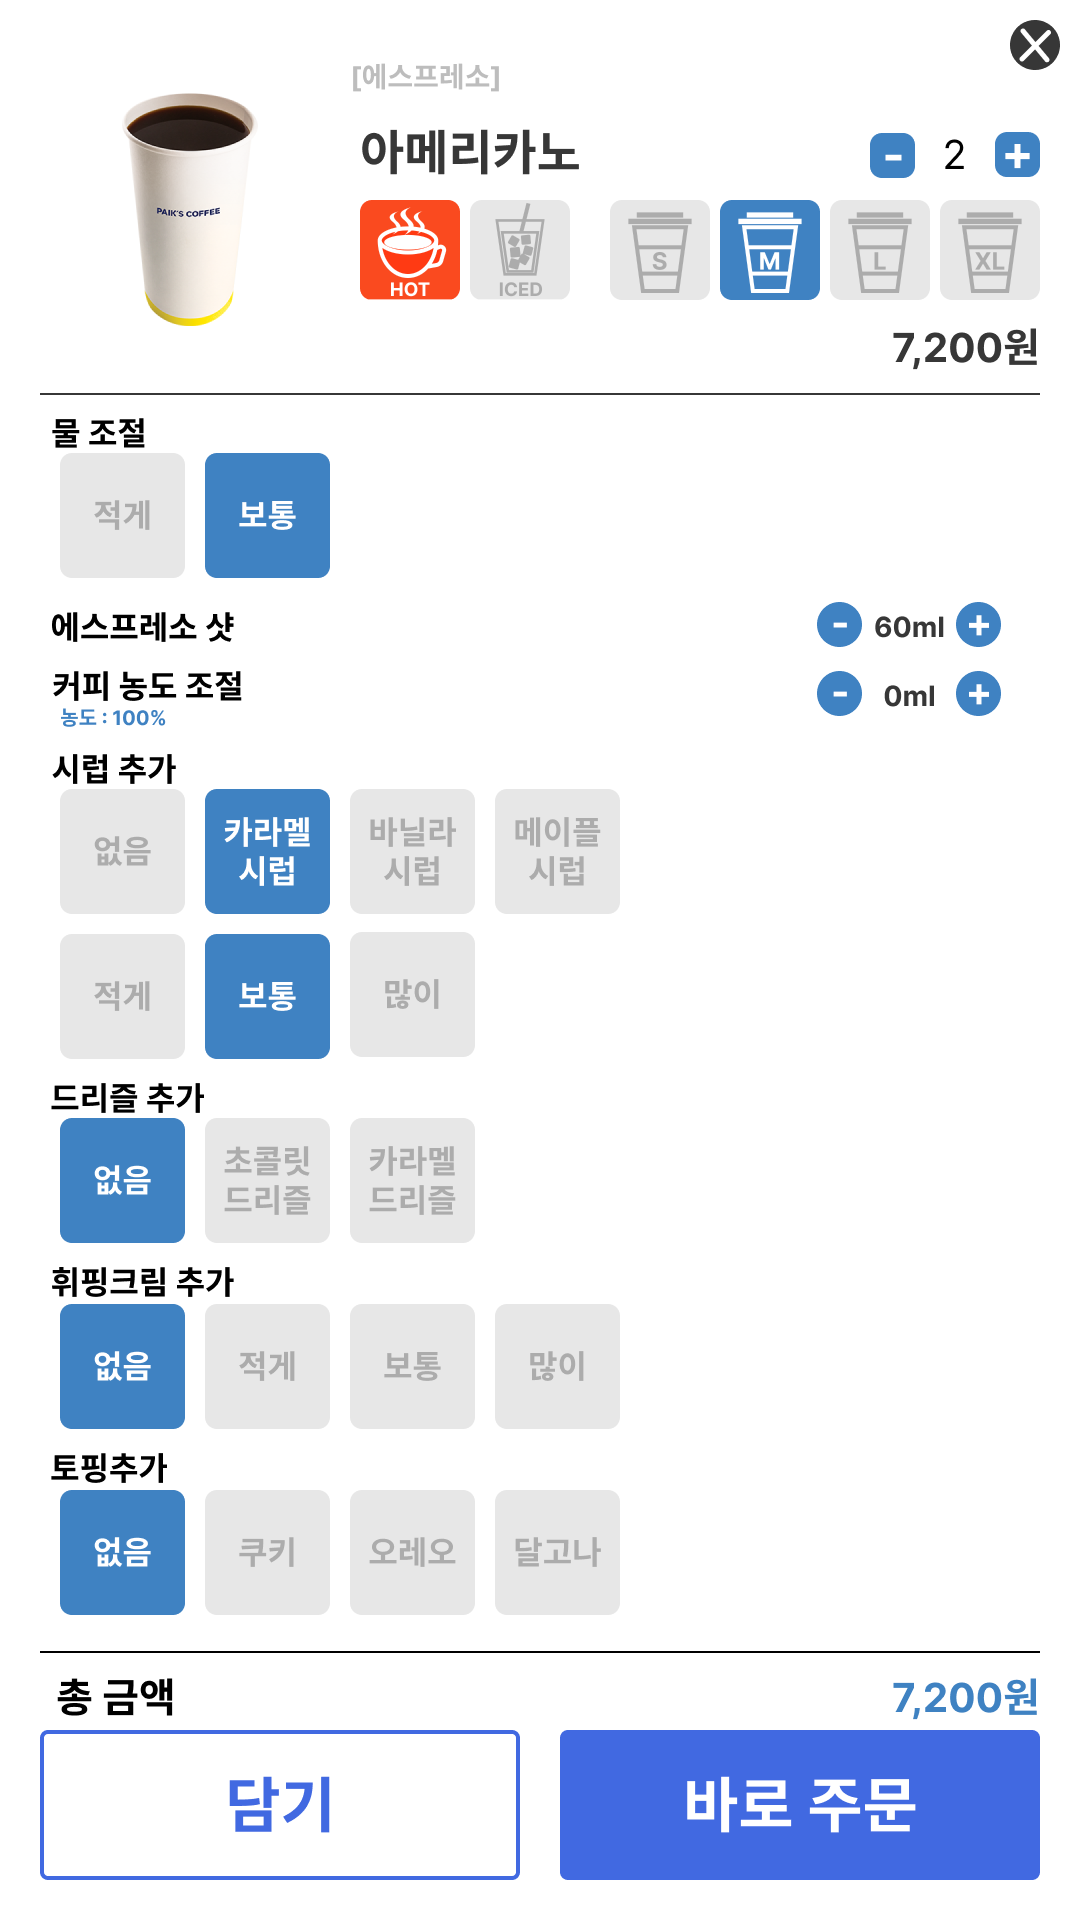 [에스프레소]
아메리카노
- 2 +
PAIK'S COFFEE
HOT
ICED
S
M
L
XL
7,200원
물 조절
적게
보통
에스프레소 샷
- 60ml +
커피 농도 조절
- 0ml +
농도 : 100%
시럽 추가
없음
카라멜
시럽
바닐라
시럽
메이플
시럽
적게
보통
많이
드리즐 추가
없음
초콜릿
드리즐
카라멜
드리즐
휘핑크림 추가
없음
적게
보통
많이
토핑추가
없음
쿠키
오레오
달고나
총 금액
7,200원
담기
바로 주문